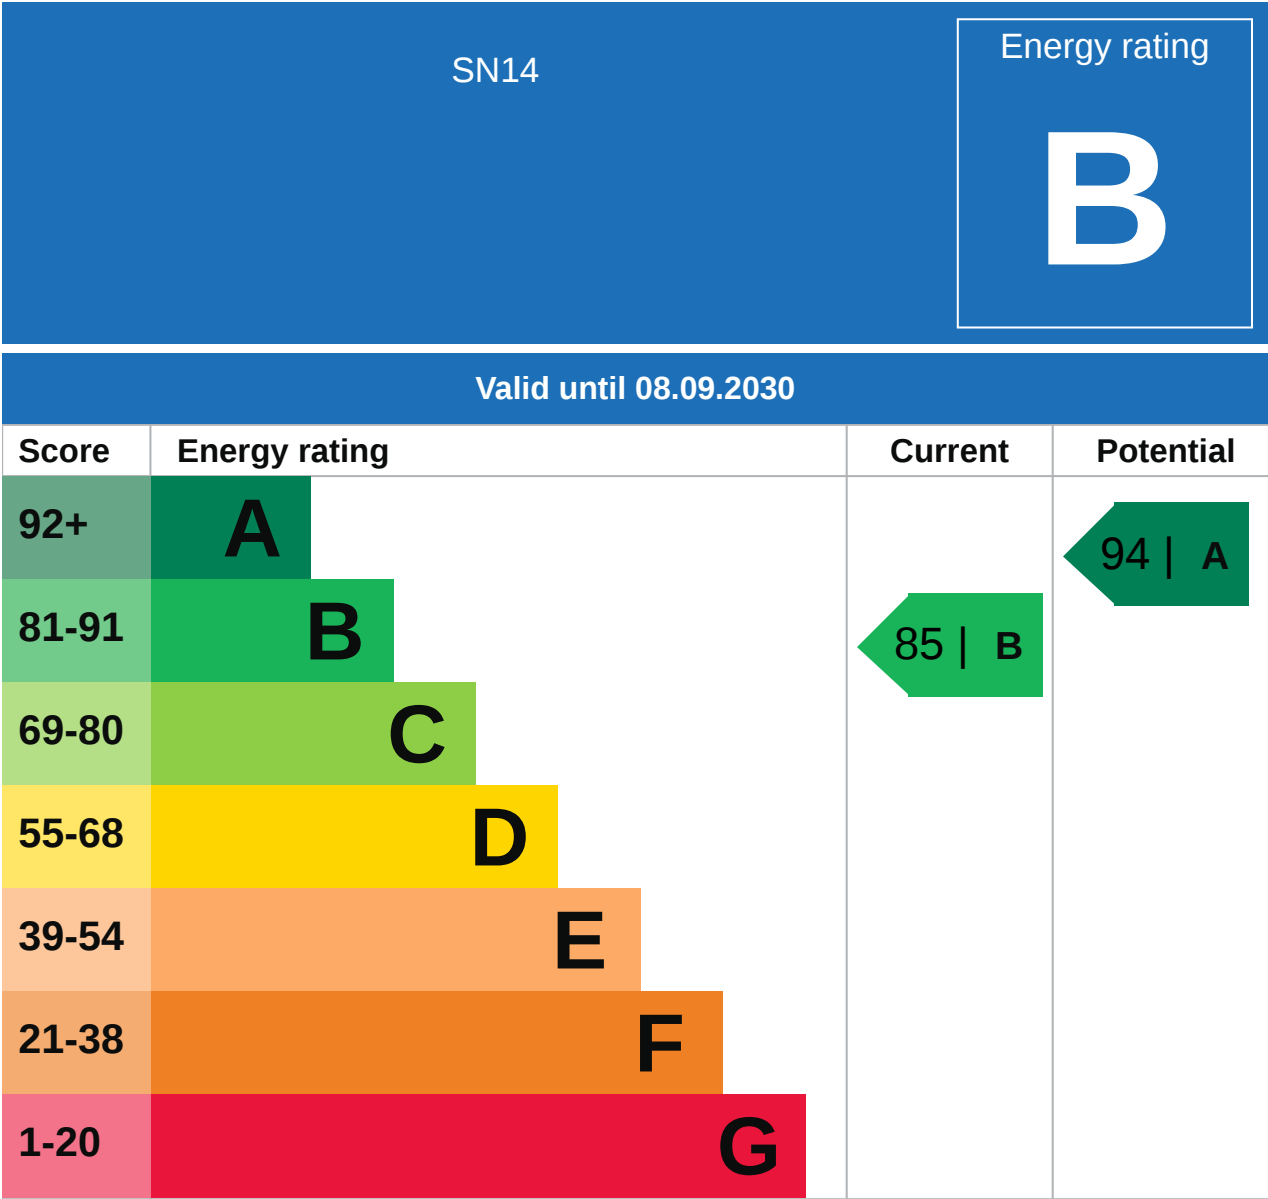 SN14
Energy rating
B
Valid until 08.09.2030
Score Energy rating Current Potential
92+ A 94 | A
81-91 B 85 | B
69-80 C
55-68 D
39-54 E
21-38 F
1-20 G